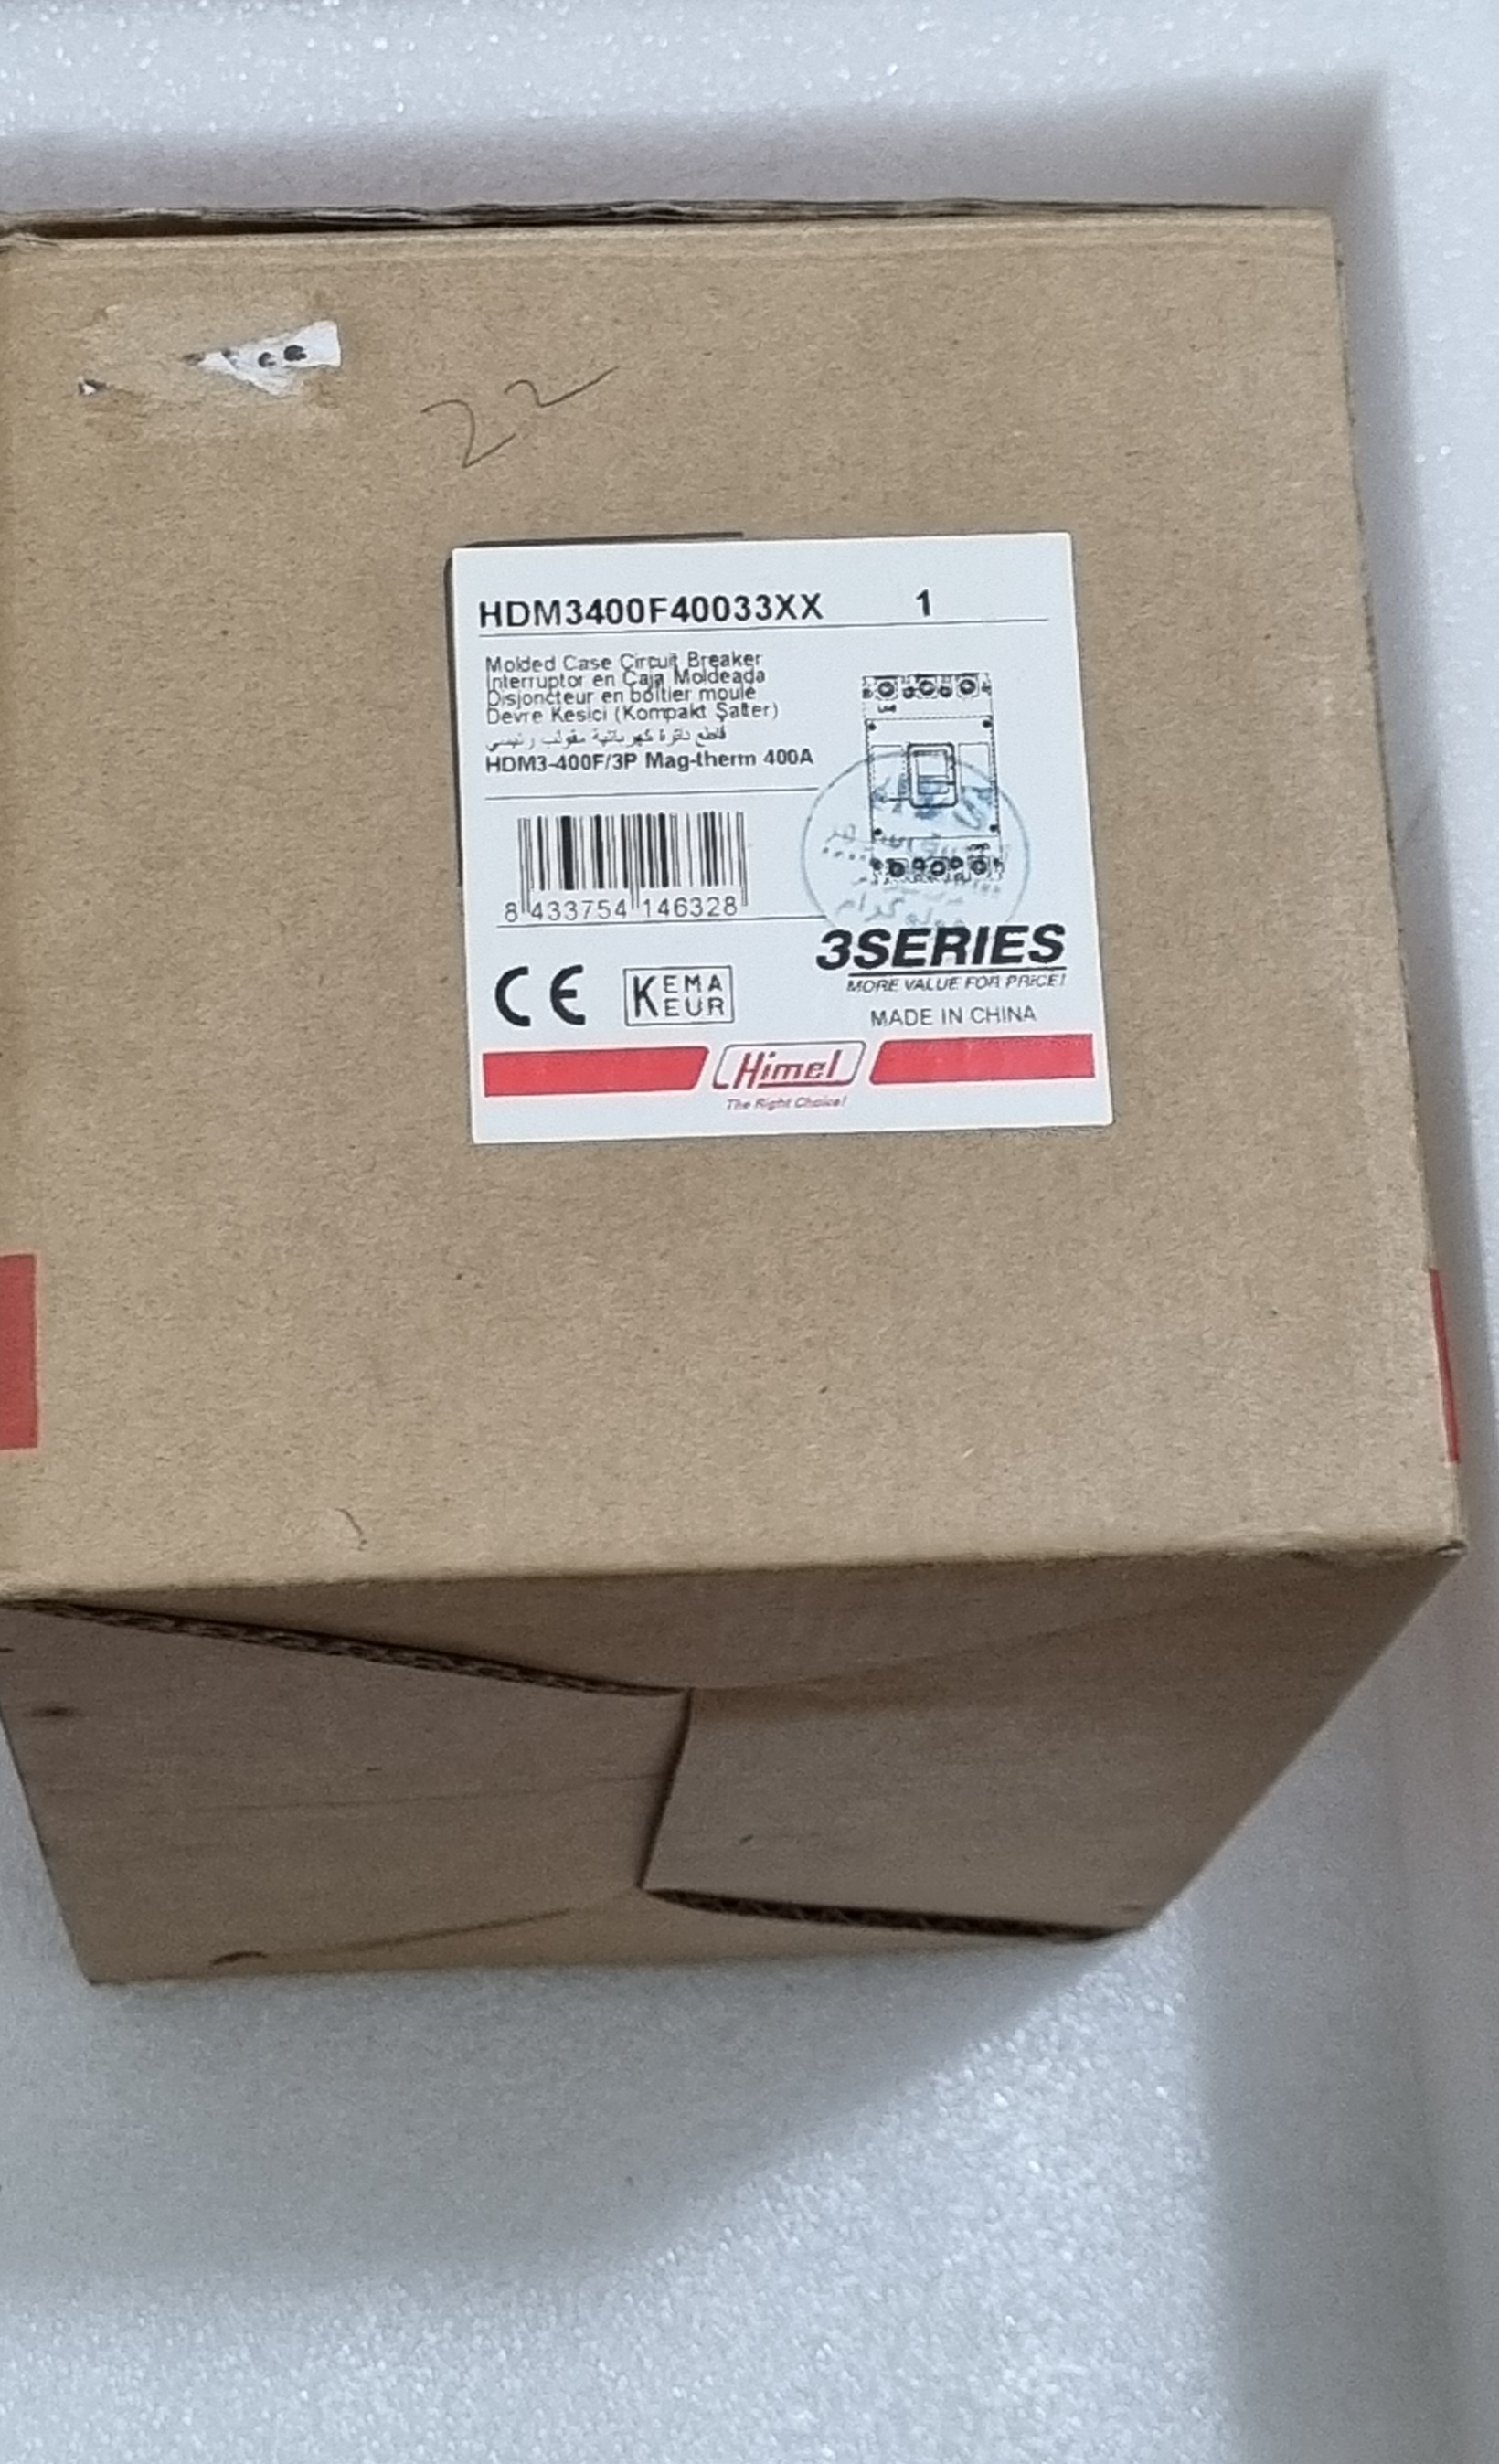 22
HDM3400F40033XX 1
Molded Case Circuit Breaker
Interruptor en Caja Moldeada
Disjoncteur en boîtier moule
Devre Kesici (Kompakt Şalter)
قاطع دائرة كهربائية مقولب رئيسي
HDM3-400F/3P Mag-therm 400A
8 433754 146328
3SERIES
MORE VALUE FOR PRICE!
CE KEMA KEUR
MADE IN CHINA
Himel
The Right Choice!